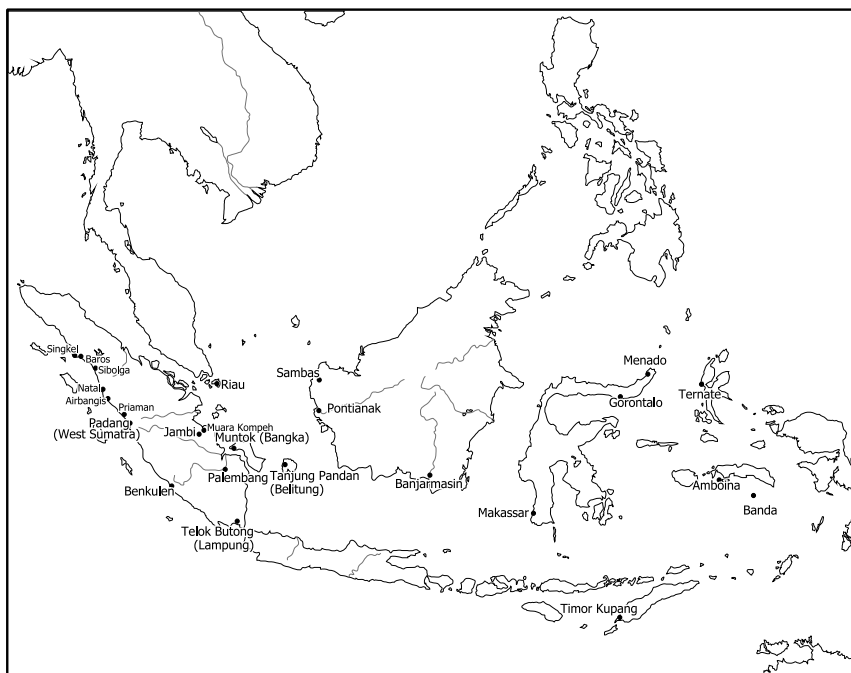 Singkel
Baros
Sibolga
Natal
Airbangis
Priaman
Padang
(West Sumatra)
Riau
Muara Kompeh
Jambi
Muntok (Bangka)
Palembang
Tanjung Pandan
(Belitung)
Benkulen
Telok Butong
(Lampung)
Sambas
Pontianak
Banjarmasin
Makassar
Menado
Gorontalo
Ternate
Amboina
Banda
Timor Kupang